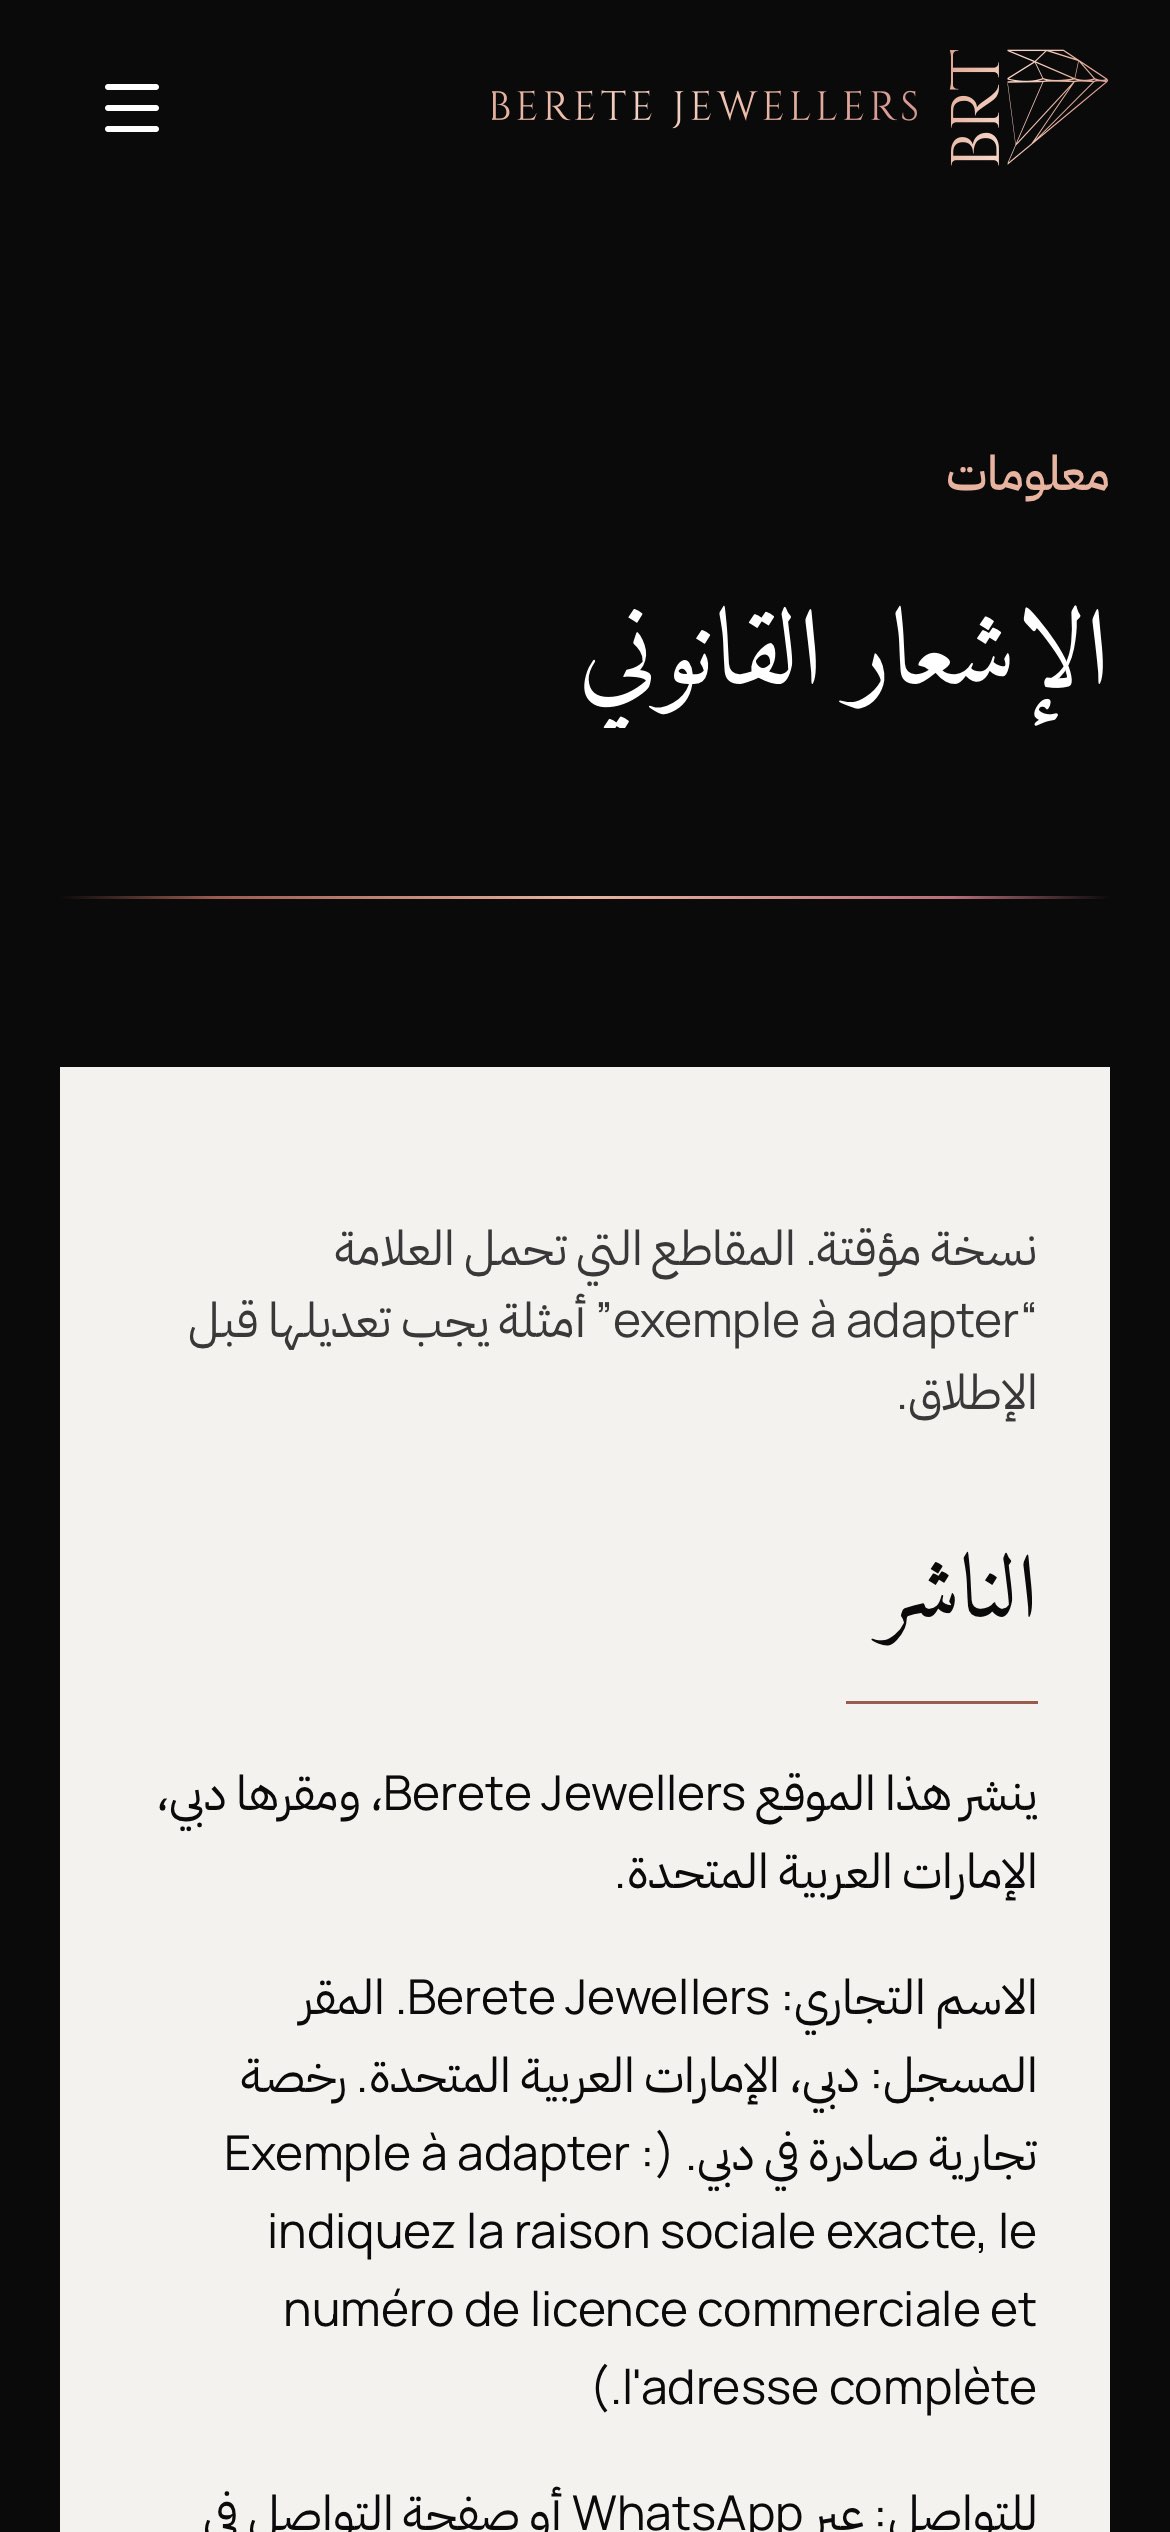 BRT
BERETE JEWELLERS
معلومات
الإشعار القانوني
نسخة مؤقتة. المقاطع التي تحمل العلامة
“exemple à adapter” أمثلة يجب تعديلها قبل
الإطلاق.
الناشر
ينشر هذا الموقع Berete Jewellers، ومقرها دبي،
الإمارات العربية المتحدة.
الاسم التجاري: Berete Jewellers. المقر
المسجل: دبي، الإمارات العربية المتحدة. رخصة
تجارية صادرة في دبي. (Exemple à adapter :
indiquez la raison sociale exacte, le
numéro de licence commerciale et
l'adresse complète.)
للتواصل: عبر WhatsApp أو صفحة التواصل في